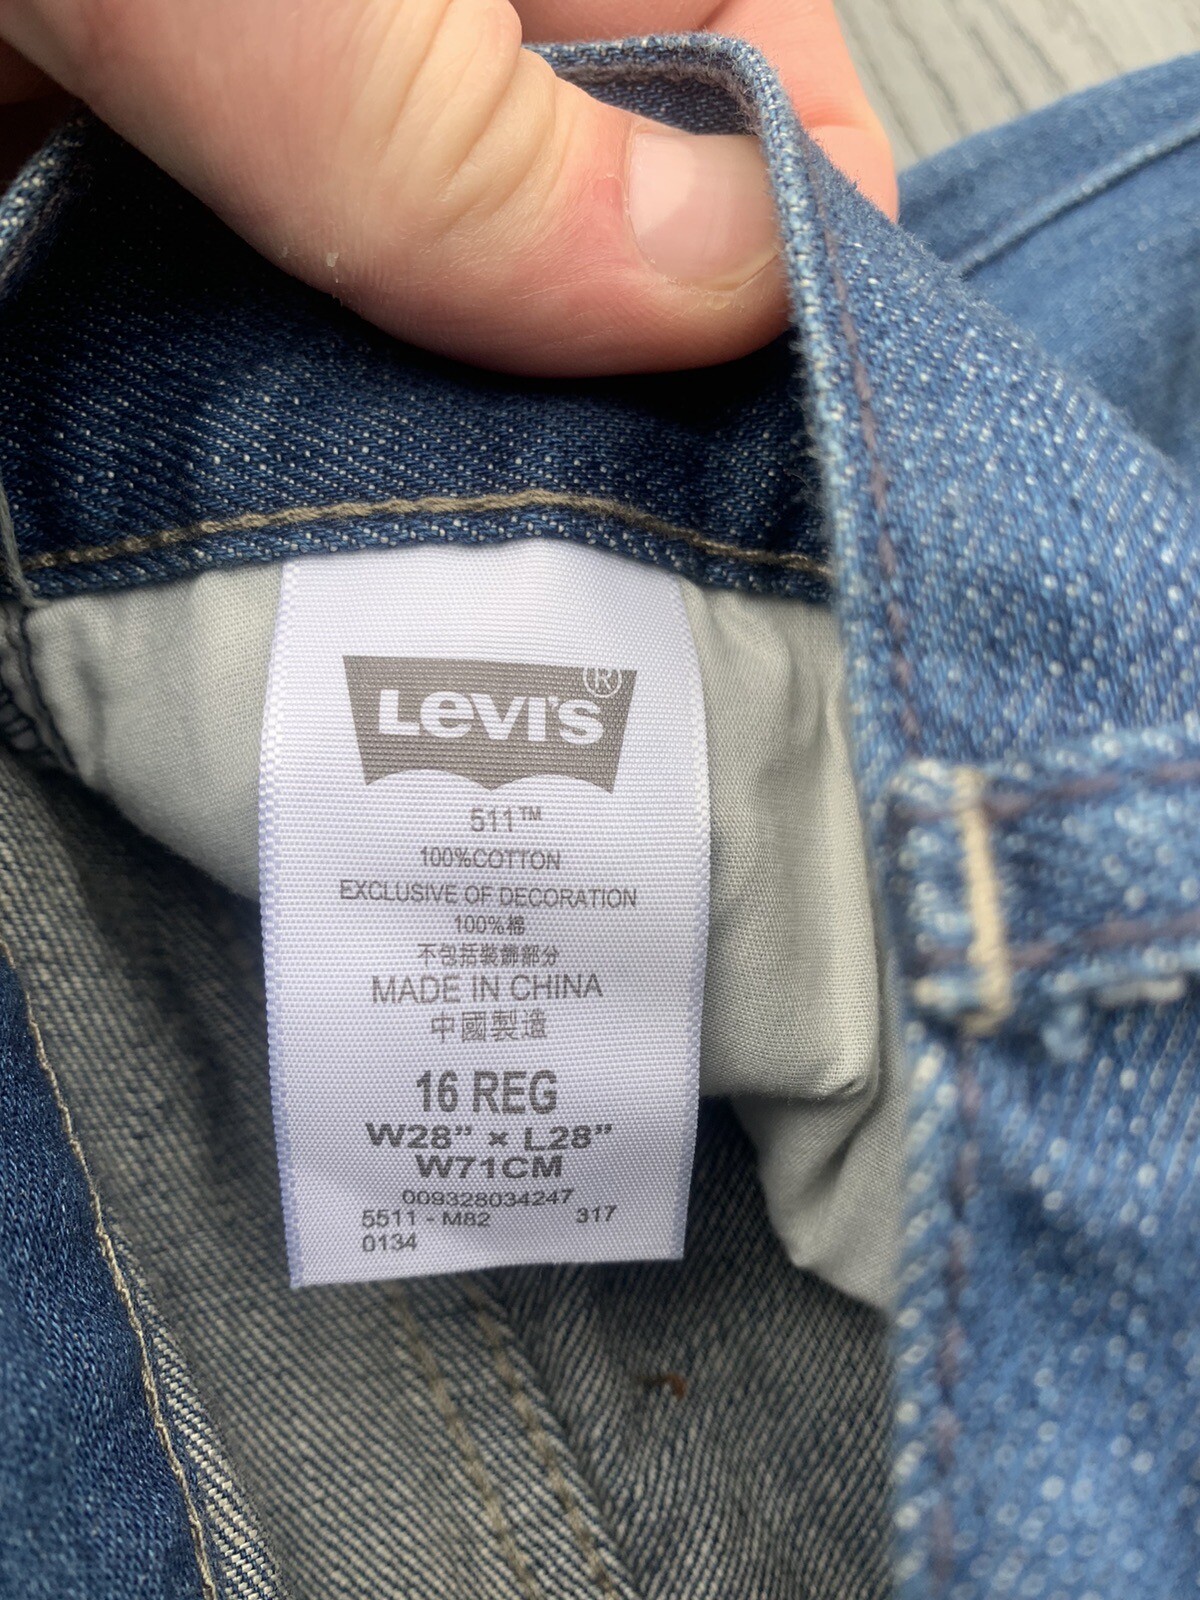 Levi's®
511™
100%COTTON
EXCLUSIVE OF DECORATION
100%棉
不包括裝飾部分
MADE IN CHINA
中國製造
16 REG
W28" × L28"
W71CM
009328034247
5511 - M82 317
0134